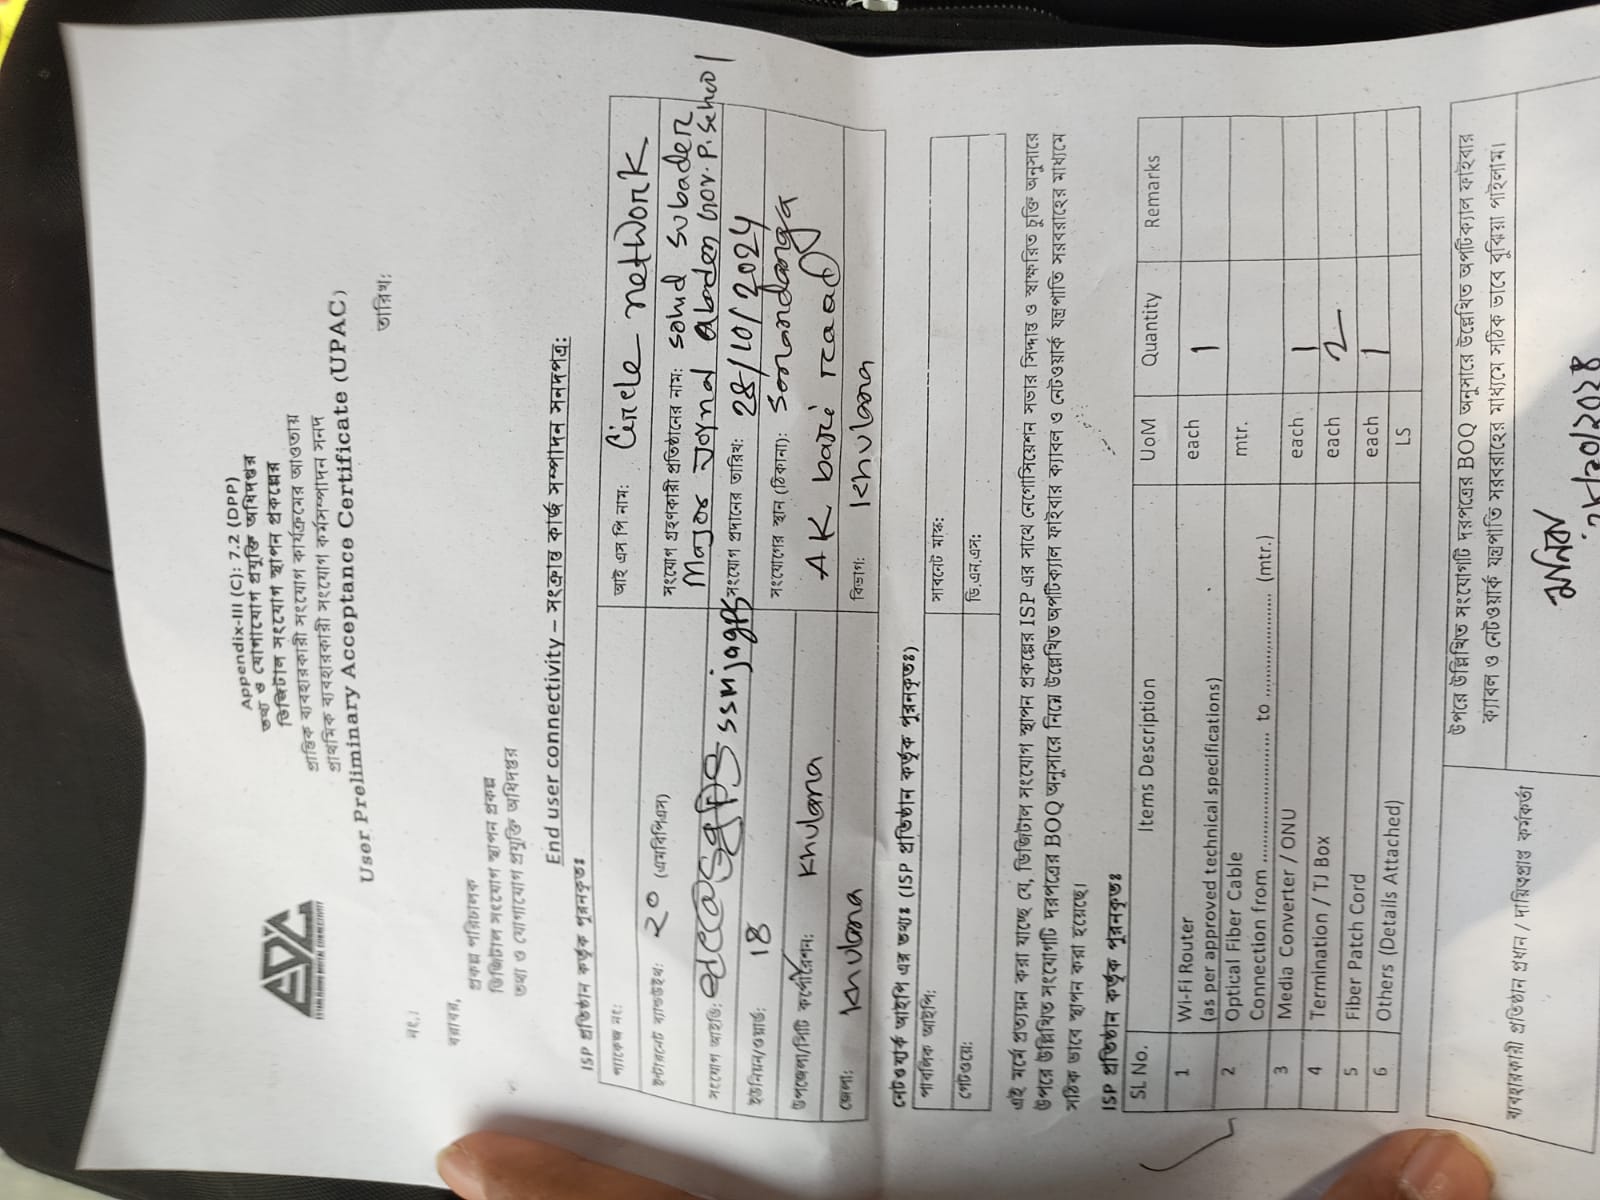 Appendix-III (C): 7.2 (DPP)
তথ্য ও যোগাযোগ প্রযুক্তি অধিদপ্তর
ডিজিটাল সংযোগ স্থাপন প্রকল্পের
প্রান্তিক ব্যবহারকারী সংযোগ কার্যক্রমের আওতায়
প্রাথমিক ব্যবহারকারী সংযোগ কর্মসম্পাদন সনদ
User Preliminary Acceptance Certificate (UPAC)
নং:
তারিখ:
বরাবর,
প্রকল্প পরিচালক
ডিজিটাল সংযোগ স্থাপন প্রকল্প
তথ্য ও যোগাযোগ প্রযুক্তি অধিদপ্তর
End user connectivity – সংক্রান্ত কার্জ সম্পাদন সনদপত্র:
ISP প্রতিষ্ঠান কর্তৃক পূরনকৃতঃ
প্যাকেজ নং: আই এস পি নাম: Circle network
ইন্টারনেট ব্যান্ডউইথ: ২০ (এমবিপিএস) সংযোগ গ্রহণকারী প্রতিষ্ঠানের নাম: sohid subader
Major Joynal abaden Gov. P. School
সংযোগ আইডি: ssmjagps সংযোগ প্রদানের তারিখ: 28/10/2024
ইউনিয়ন/ওয়ার্ড: 18 সংযোগের স্থান (ঠিকানা): Sonandanga
উপজেলা/সিটি কর্পোরেশন: Khulana AK bari road
জেলা: Khulana বিভাগ: Khulana
নেটওয়ার্ক আইপি এর তথ্যঃ (ISP প্রতিষ্ঠান কর্তৃক পূরনকৃতঃ)
পাবলিক আইপি: সাবনেট মাস্ক:
গেটওয়ে: ডি.এন.এস:
এই মর্মে প্রত্যয়ন করা যাচ্ছে যে, ডিজিটাল সংযোগ স্থাপন প্রকল্পের ISP এর সাথে নেগোসিয়েশন সভার সিদ্ধান্ত ও স্বাক্ষরিত চুক্তি অনুসারে
উপরে উল্লিখিত সংযোগটি দরপত্রের BOQ অনুসারে নিম্নে উল্লেখিত অপটিক্যাল ফাইবার ক্যাবল ও নেটওয়ার্ক যন্ত্রপাতি সরবরাহের মাধ্যমে
সঠিক ভাবে স্থাপন করা হয়েছে।
ISP প্রতিষ্ঠান কর্তৃক পূরনকৃতঃ
SL No. Items Description UoM Quantity Remarks
1 Wi-Fi Router each 1
(as per approved technical specifications)
2 Optical Fiber Cable mtr.
Connection from ........................ to ........................ (mtr.)
3 Media Converter / ONU each 1
4 Termination / TJ Box each 2
5 Fiber Patch Cord each 1
6 Others (Details Attached) LS
উপরে উল্লিখিত সংযোগটি দরপত্রের BOQ অনুসারে উল্লেখিত অপটিক্যাল ফাইবার
ক্যাবল ও নেটওয়ার্ক যন্ত্রপাতি সরবরাহের মাধ্যমে সঠিক ভাবে বুঝিয়া পাইলাম।
ব্যবহারকারী প্রতিষ্ঠান প্রধান / দায়িত্বপ্রাপ্ত কর্মকর্তা